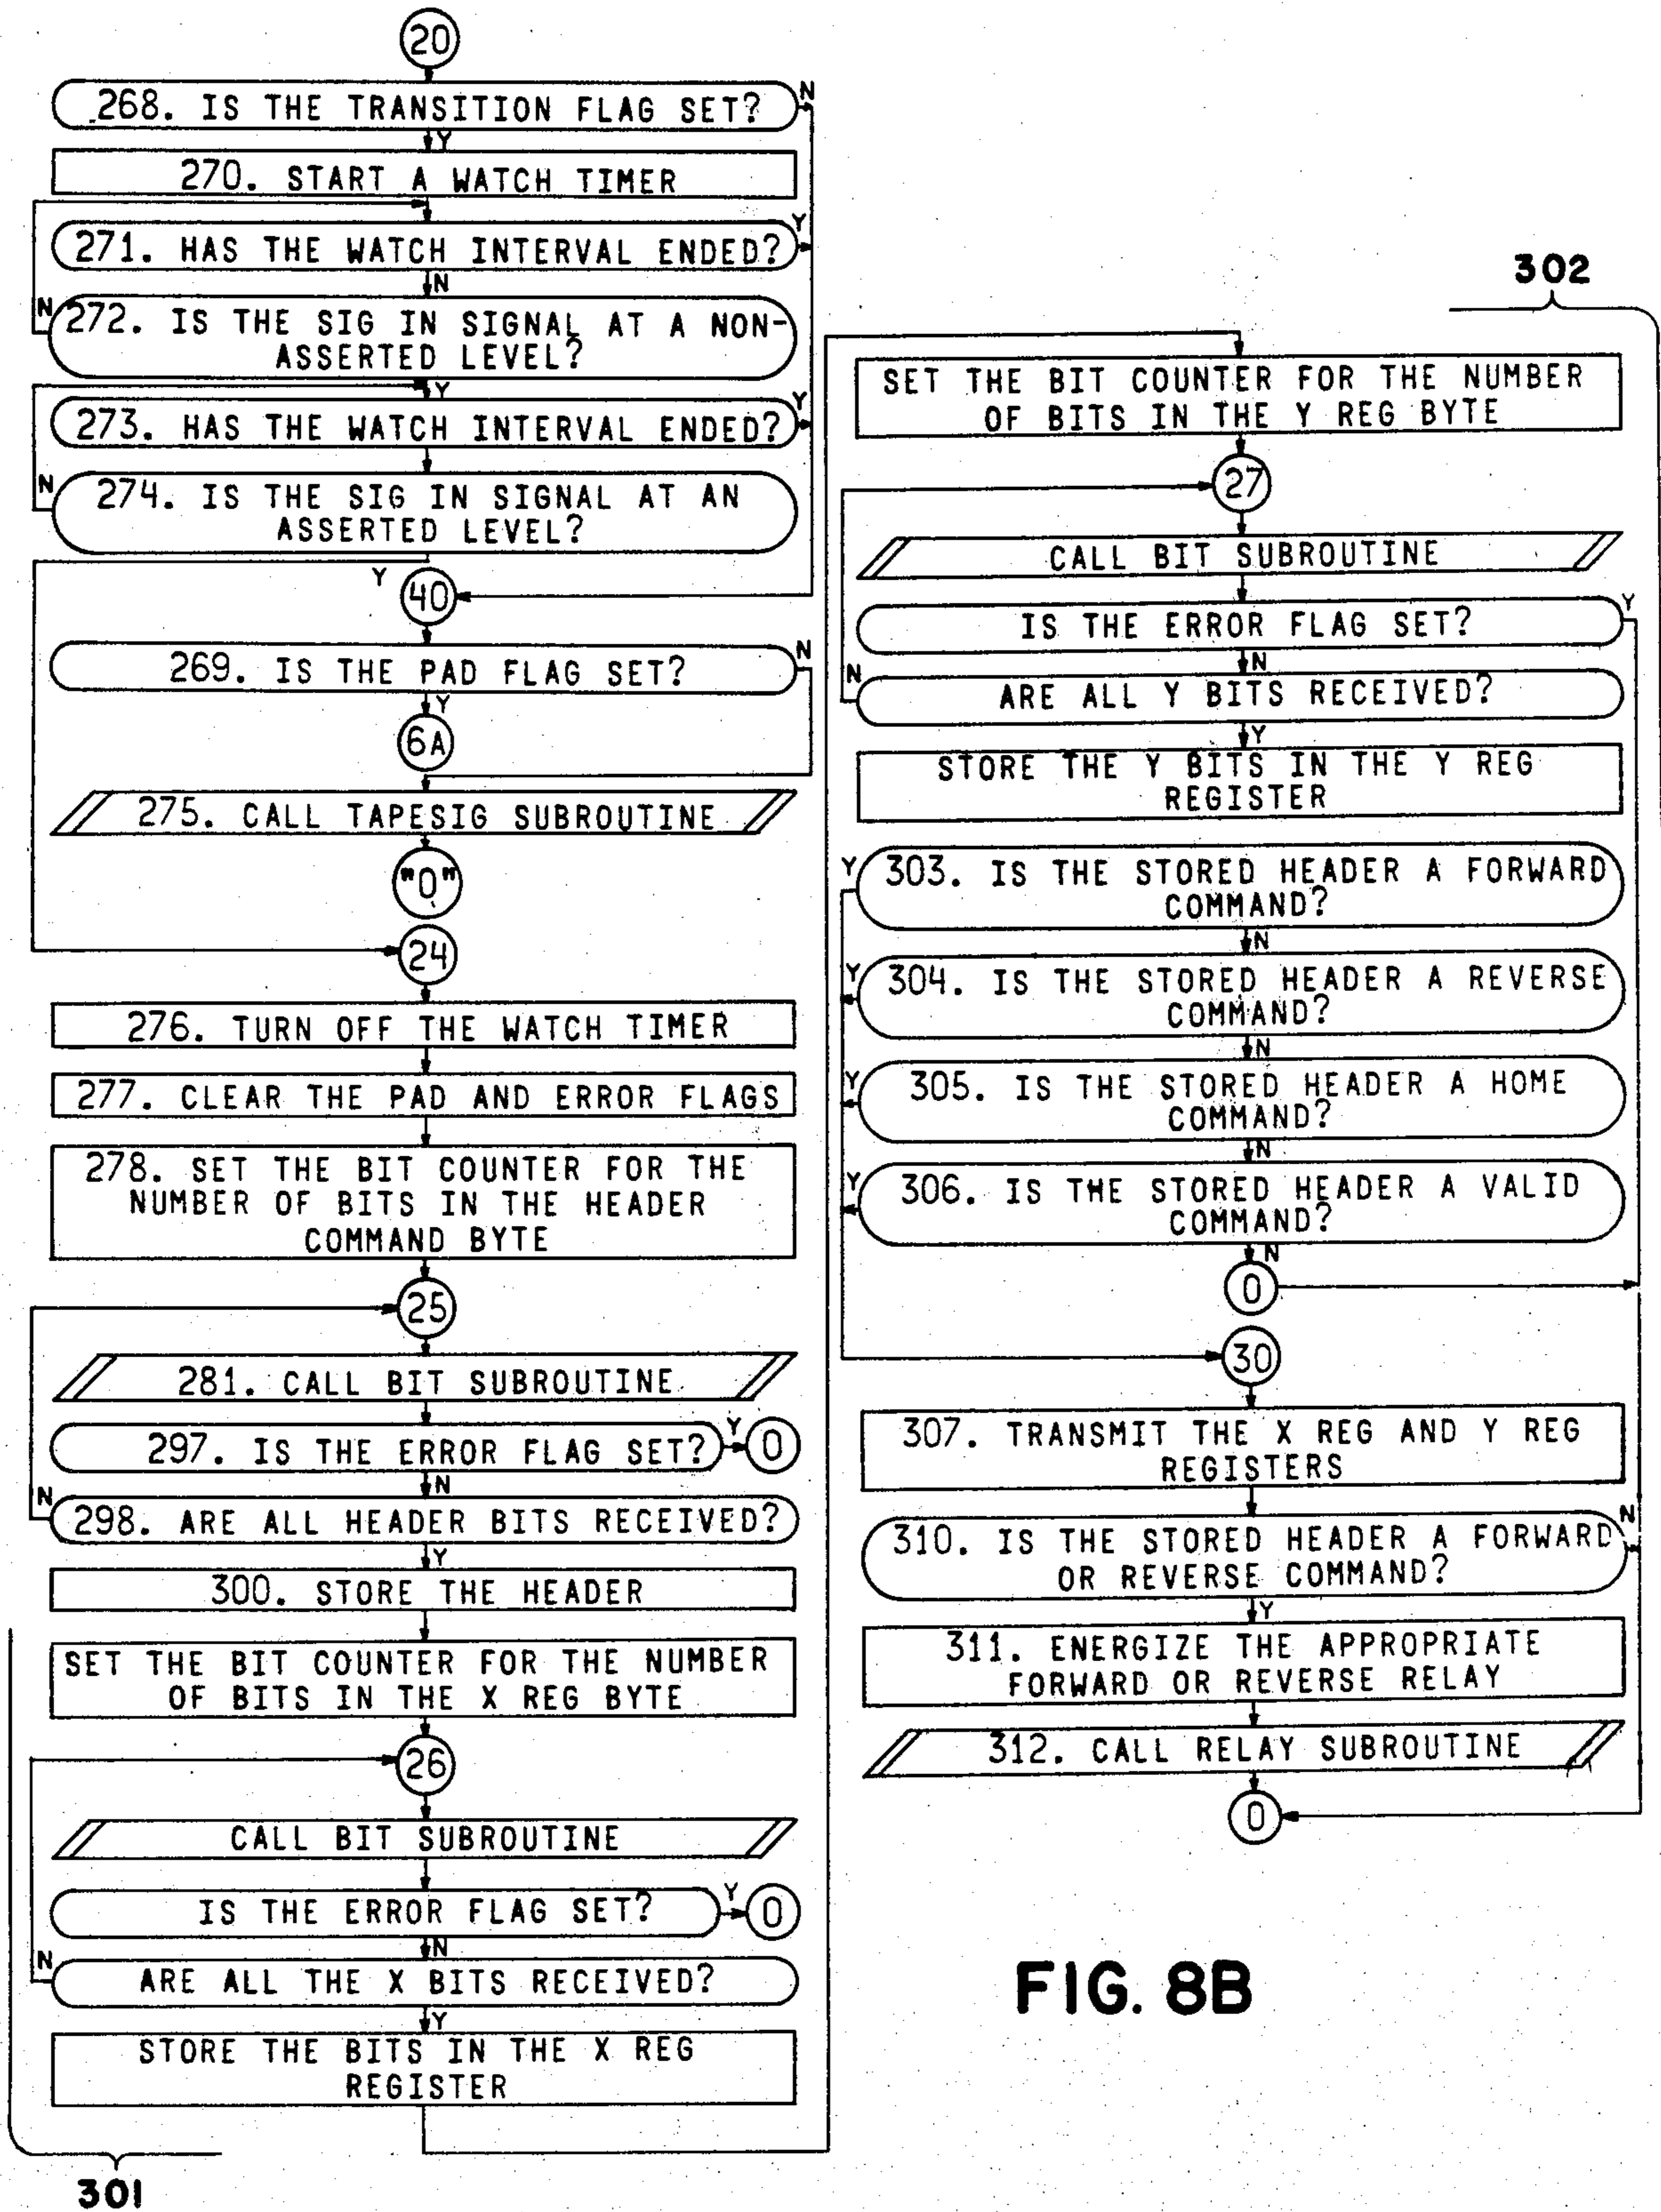 20
268. IS THE TRANSITION FLAG SET?
N
Y
270. START A WATCH TIMER
271. HAS THE WATCH INTERVAL ENDED?
Y
N
272. IS THE SIG IN SIGNAL AT A NON-
ASSERTED LEVEL?
N
Y
273. HAS THE WATCH INTERVAL ENDED?
Y
274. IS THE SIG IN SIGNAL AT AN
ASSERTED LEVEL?
N
Y
40
269. IS THE PAD FLAG SET?
N
Y
6A
275. CALL TAPESIG SUBROUTINE
"0"
24
276. TURN OFF THE WATCH TIMER
277. CLEAR THE PAD AND ERROR FLAGS
278. SET THE BIT COUNTER FOR THE
NUMBER OF BITS IN THE HEADER
COMMAND BYTE
25
281. CALL BIT SUBROUTINE
297. IS THE ERROR FLAG SET?
Y
0
N
298. ARE ALL HEADER BITS RECEIVED?
N
Y
300. STORE THE HEADER
SET THE BIT COUNTER FOR THE NUMBER
OF BITS IN THE X REG BYTE
26
CALL BIT SUBROUTINE
IS THE ERROR FLAG SET?
Y
0
N
ARE ALL THE X BITS RECEIVED?
N
Y
STORE THE BITS IN THE X REG
REGISTER
301
302
SET THE BIT COUNTER FOR THE NUMBER
OF BITS IN THE Y REG BYTE
27
CALL BIT SUBROUTINE
IS THE ERROR FLAG SET?
Y
N
ARE ALL Y BITS RECEIVED?
N
Y
STORE THE Y BITS IN THE Y REG
REGISTER
303. IS THE STORED HEADER A FORWARD
COMMAND?
Y
N
304. IS THE STORED HEADER A REVERSE
COMMAND?
Y
N
305. IS THE STORED HEADER A HOME
COMMAND?
Y
N
306. IS THE STORED HEADER A VALID
COMMAND?
Y
N
0
30
307. TRANSMIT THE X REG AND Y REG
REGISTERS
310. IS THE STORED HEADER A FORWARD
OR REVERSE COMMAND?
N
Y
311. ENERGIZE THE APPROPRIATE
FORWARD OR REVERSE RELAY
312. CALL RELAY SUBROUTINE
0
FIG. 8B